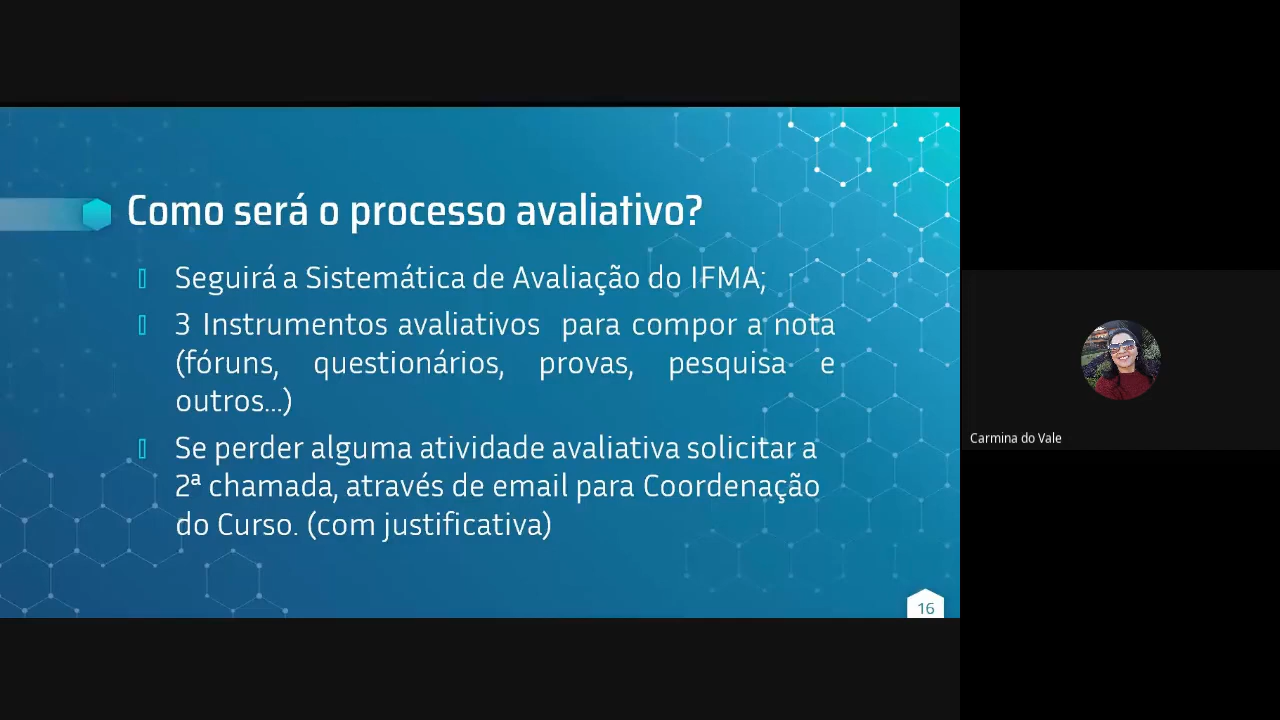 Como será o processo avaliativo?
Seguirá a Sistemática de Avaliação do IFMA;
3 Instrumentos avaliativos para compor a nota
(fóruns, questionários, provas, pesquisa e
outros...)
Se perder alguma atividade avaliativa solicitar a
2ª chamada, através de email para Coordenação
do Curso. (com justificativa)
16
Carmina do Vale